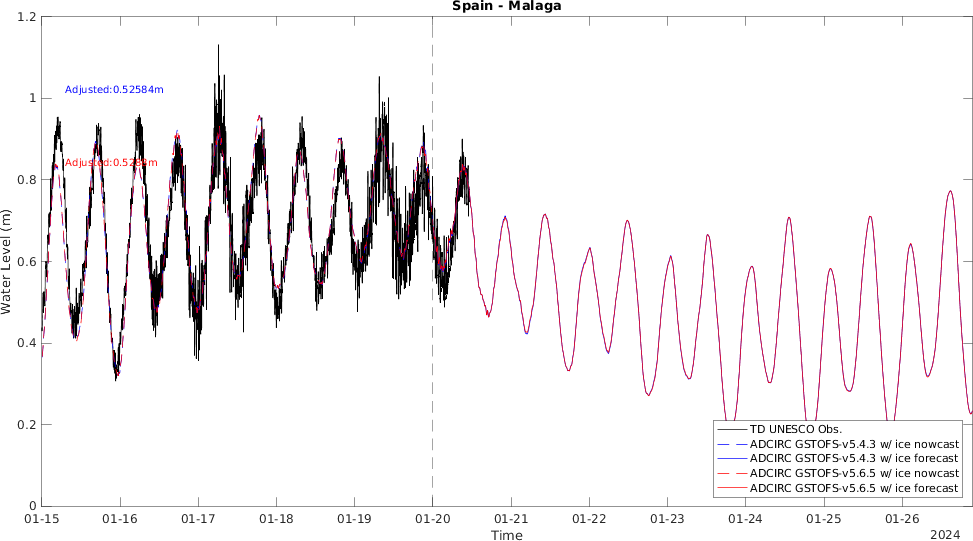 Spain - Malaga
1.2
1
0.8
0.6
0.4
0.2
0
Water Level (m)
Adjusted:0.52584m
TD UNESCO Obs.
ADCIRC GSTOFS-v5.4.3 w/ ice nowcast
ADCIRC GSTOFS-v5.4.3 w/ ice forecast
ADCIRC GSTOFS-v5.6.5 w/ ice nowcast
ADCIRC GSTOFS-v5.6.5 w/ ice forecast
01-15 01-16 01-17 01-18 01-19 01-20 01-21 01-22 01-23 01-24 01-25 01-26
Time
2024